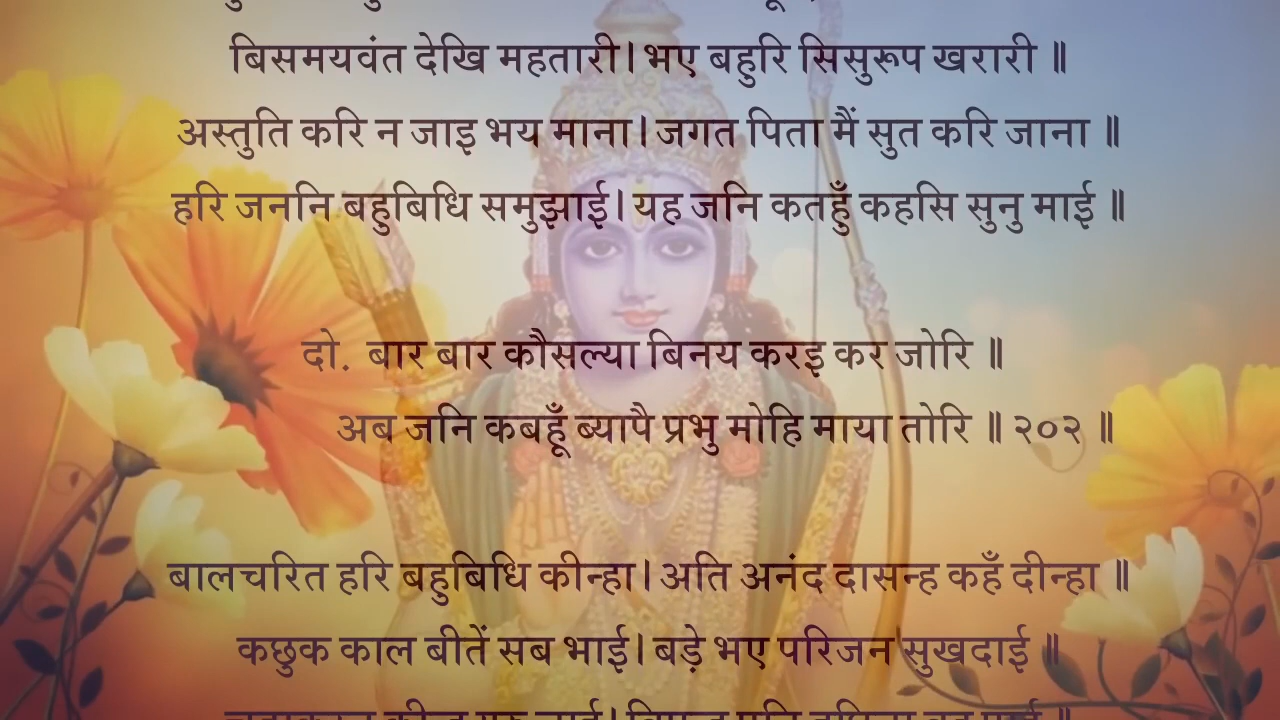 बिसमयवंत देखि महतारी। भए बहुरि सिसुरूप खरारी ॥
अस्तुति करि न जाइ भय माना। जगत पिता मैं सुत करि जाना ॥
हरि जननि बहुबिधि समुझाई। यह जनि कतहुँ कहसि सुनु माई ॥
दो. बार बार कौसल्या बिनय करइ कर जोरि ॥
अब जनि कबहूँ ब्यापै प्रभु मोहि माया तोरि ॥ २०२ ॥
बालचरित हरि बहुबिधि कीन्हा। अति अनंद दासन्ह कहँ दीन्हा ॥
कछुक काल बीतें सब भाई। बड़े भए परिजन सुखदाई ॥